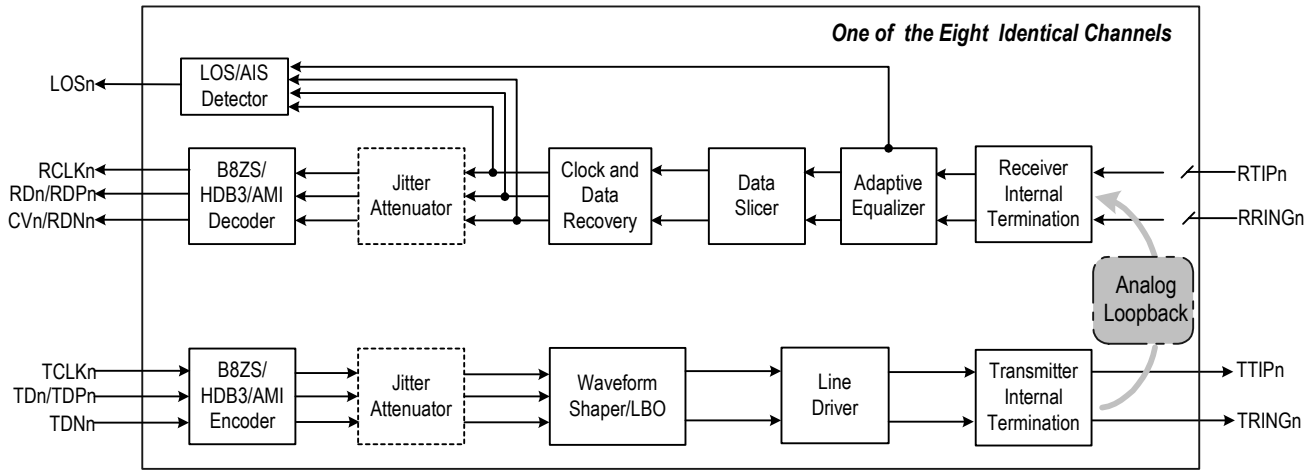 One of the Eight Identical Channels
LOSn
LOS/AIS
Detector
RCLKn
RDn/RDPn
CVn/RDNn
B8ZS/
HDB3/AMI
Decoder
Jitter
Attenuator
Clock and
Data
Recovery
Data
Slicer
Adaptive
Equalizer
Receiver
Internal
Termination
RTIPn
RRINGn
Analog
Loopback
TCLKn
TDn/TDPn
TDNn
B8ZS/
HDB3/AMI
Encoder
Jitter
Attenuator
Waveform
Shaper/LBO
Line
Driver
Transmitter
Internal
Termination
TTIPn
TRINGn